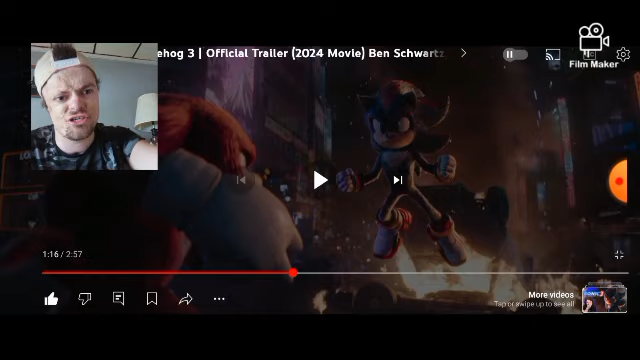 ehog 3 | Official Trailer (2024 Movie) Ben Schwartz
Film Maker
1:16 / 2:57
More videos
Tap or swipe up to see all